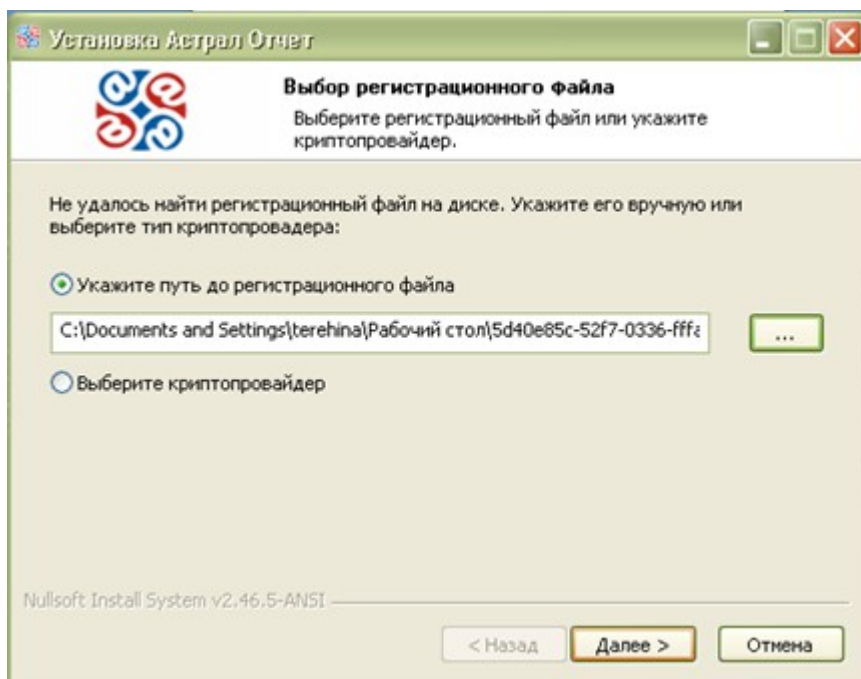 Установка Астрал Отчет
Выбор регистрационного файла
Выберите регистрационный файл или укажите
криптопровайдер.
Не удалось найти регистрационный файл на диске. Укажите его вручную или
выберите тип криптопровадера:
Укажите путь до регистрационного файла
C:\Documents and Settings\terehina\Рабочий стол\5d40e85c-52f7-0336-fffa
...
Выберите криптопровайдер
Nullsoft Install System v2.46.5-ANSI
< Назад
Далее >
Отмена